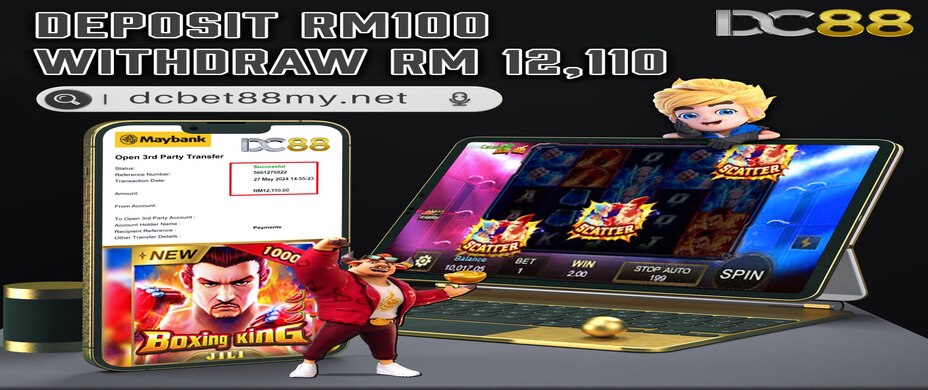 DEPOSIT RM100
WITHDRAW RM 12,110
DC88
dcbet88my.net
Maybank
DC88
Open 3rd Party Transfer
Status: Successful
Reference Number: 5661276822
Transaction Date: 27 May 2024 14:55:23
Amount: RM12,110.00
From Account:
To Open 3rd Party Account :
Account Holder Name :
Recipient Reference : Payments
Other Transfer Details :
NEW
1000
Boxing King
JILI
SCATTER
SCATTER
SCATTER
Balance
10,017.05
BET
1
WIN
2.00
STOP AUTO
199
SPIN